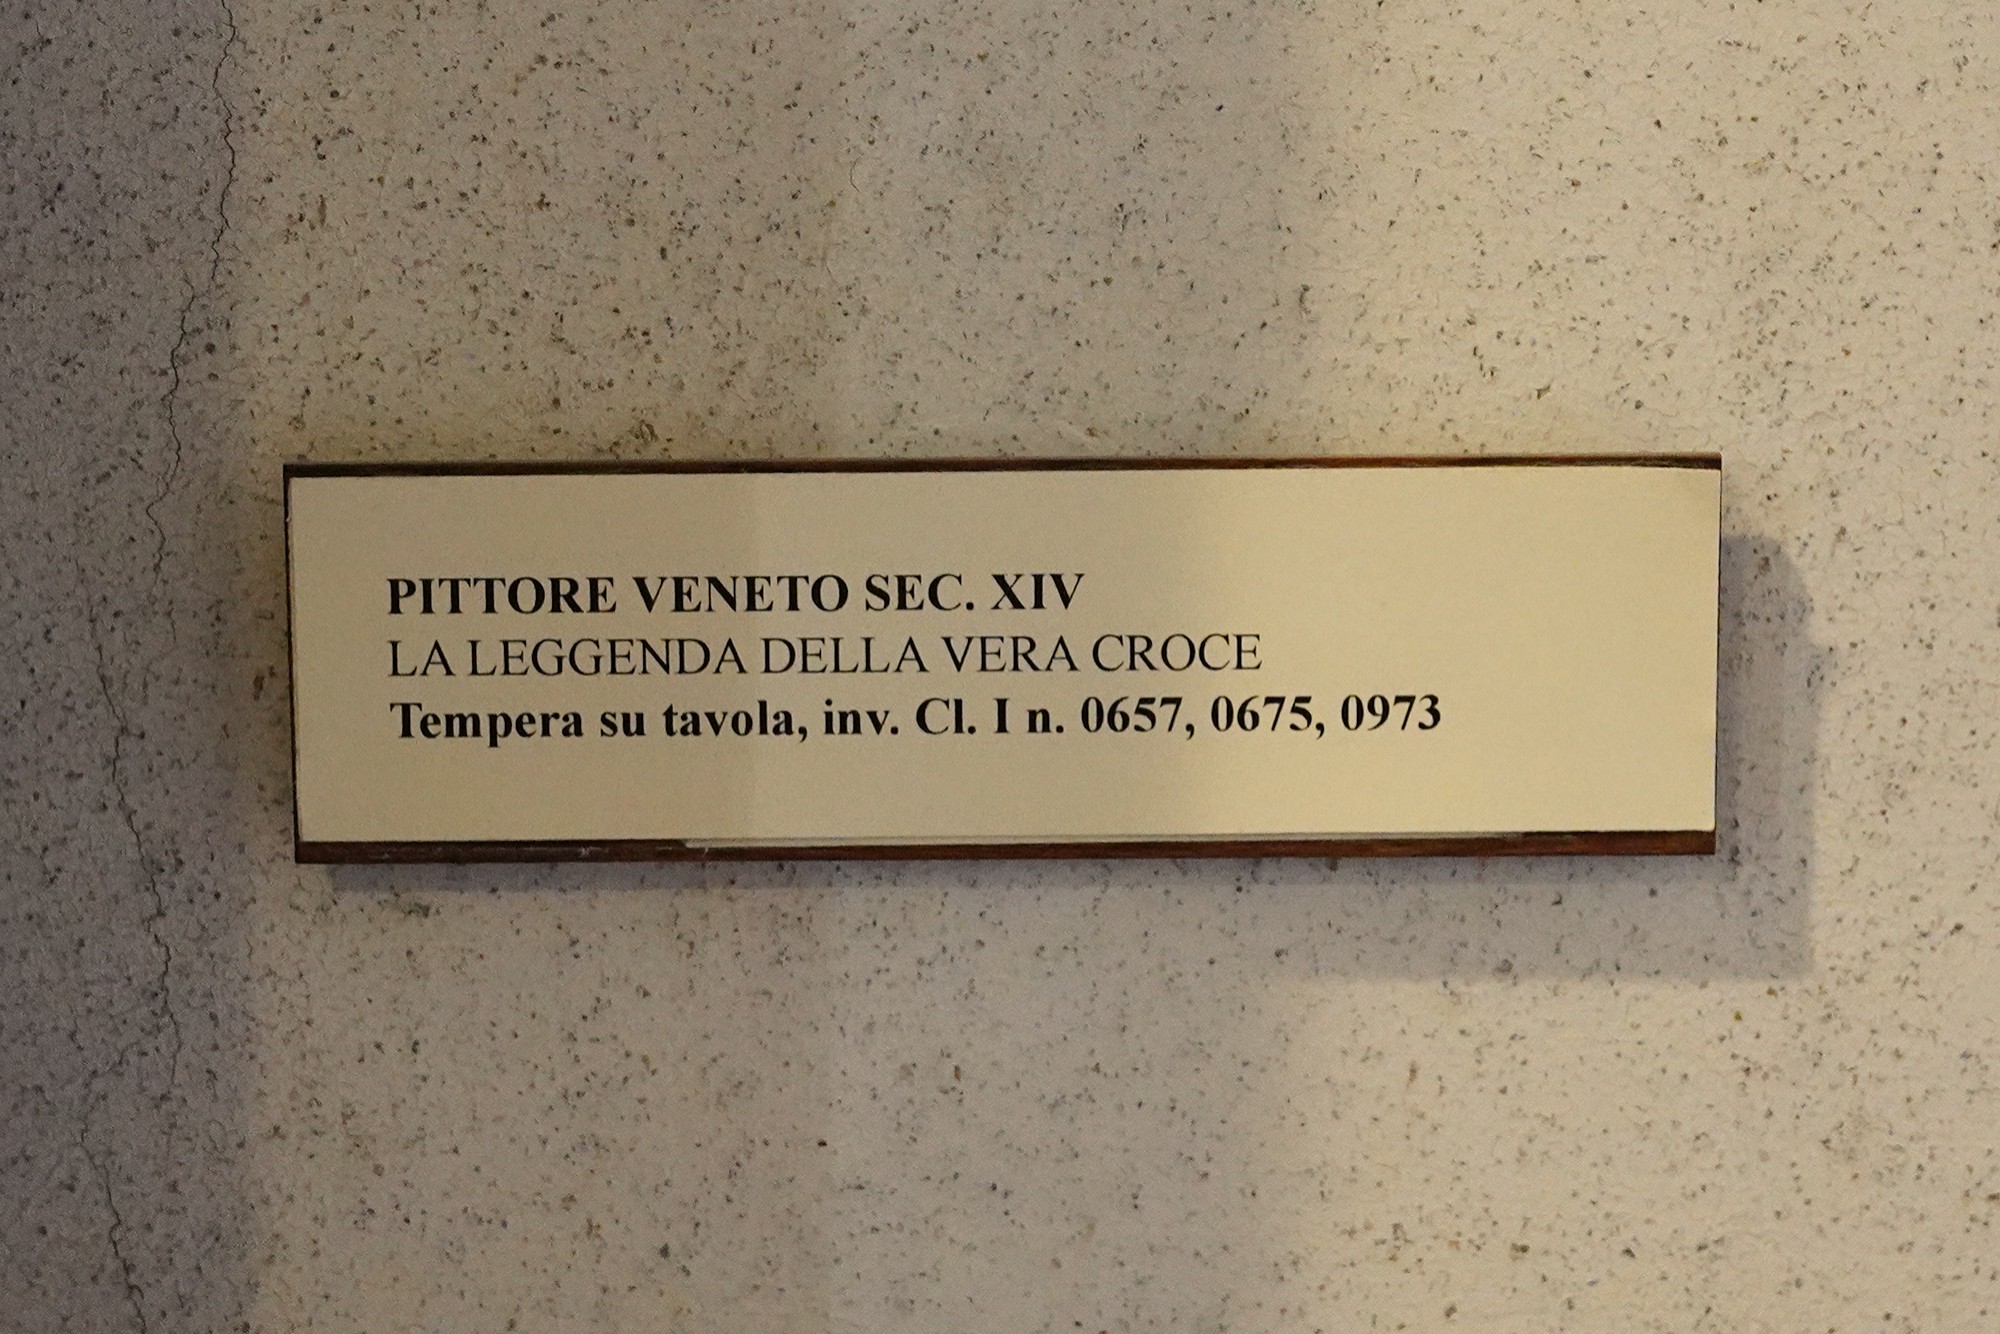 PITTORE VENETO SEC. XIV
LA LEGGENDA DELLA VERA CROCE
Tempera su tavola, inv. Cl. I n. 0657, 0675, 0973